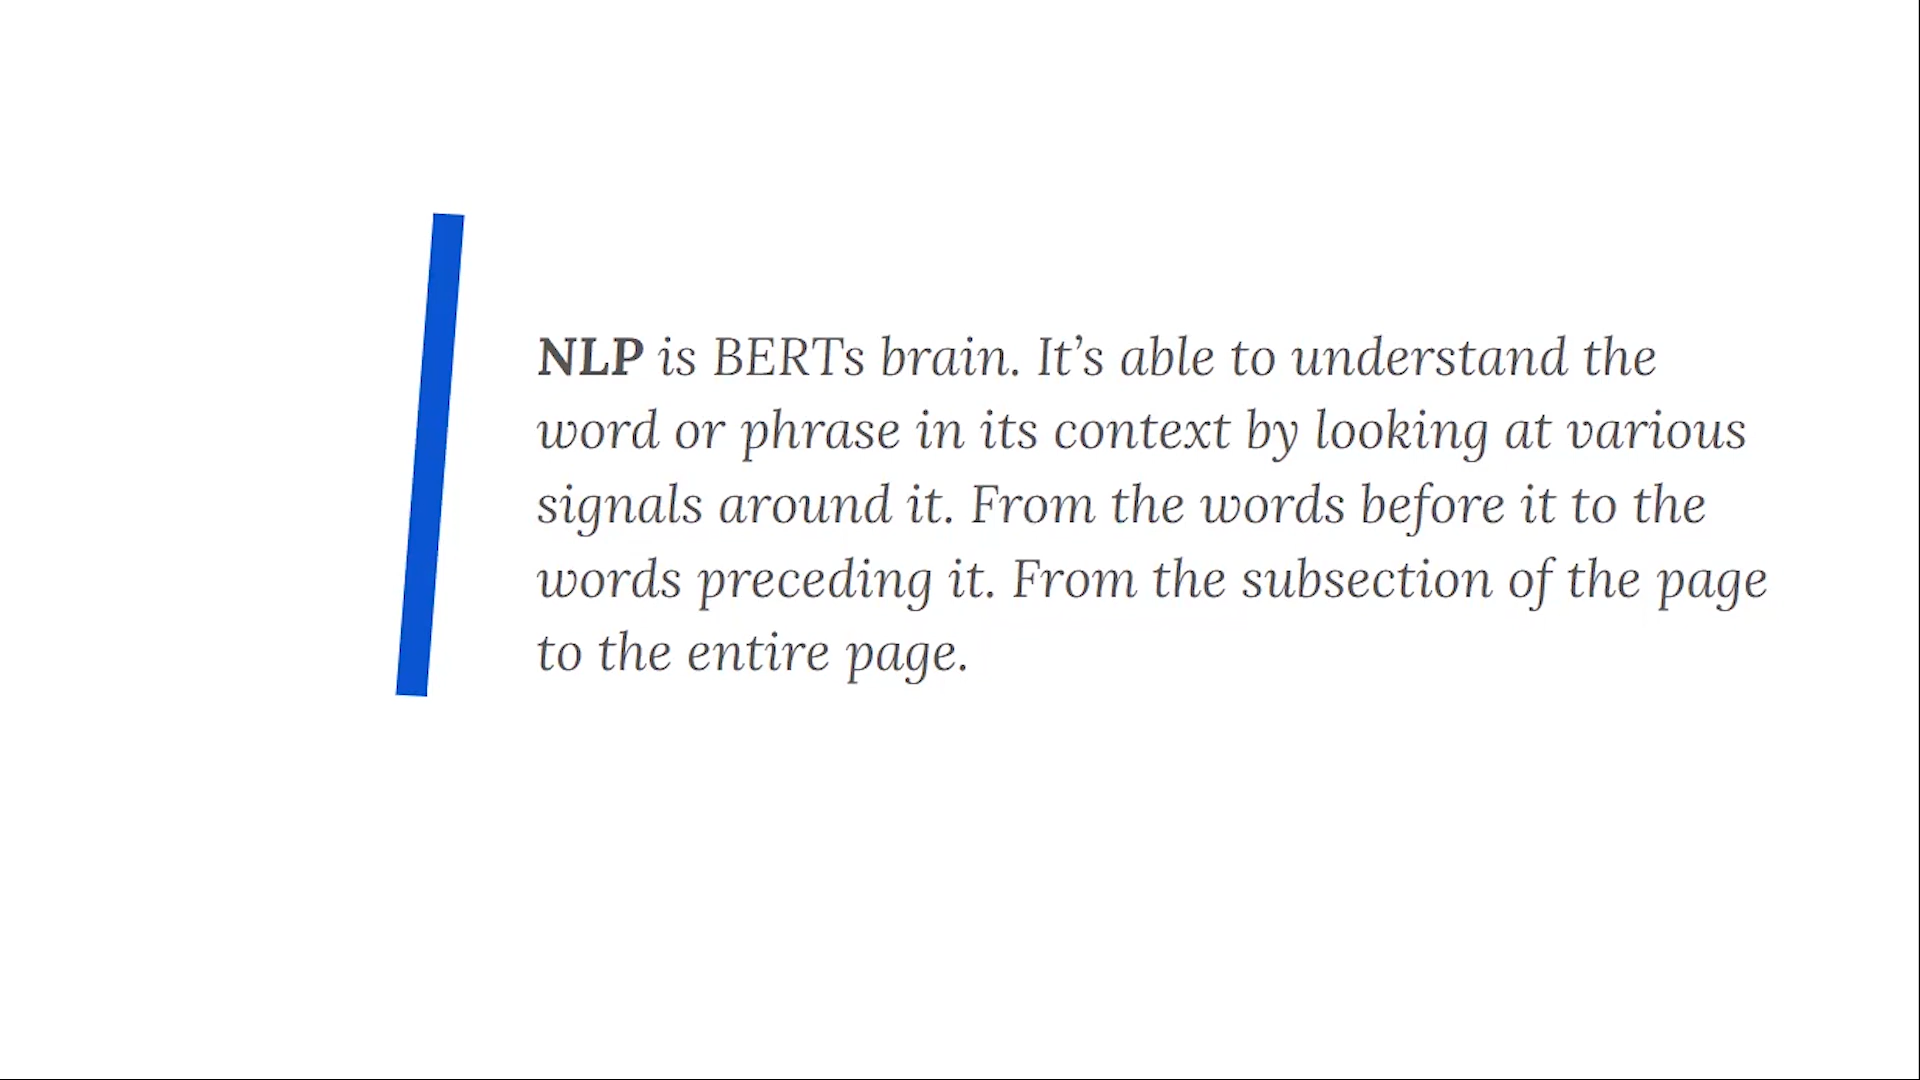 NLP is BERTs brain. It’s able to understand the
word or phrase in its context by looking at various
signals around it. From the words before it to the
words preceding it. From the subsection of the page
to the entire page.